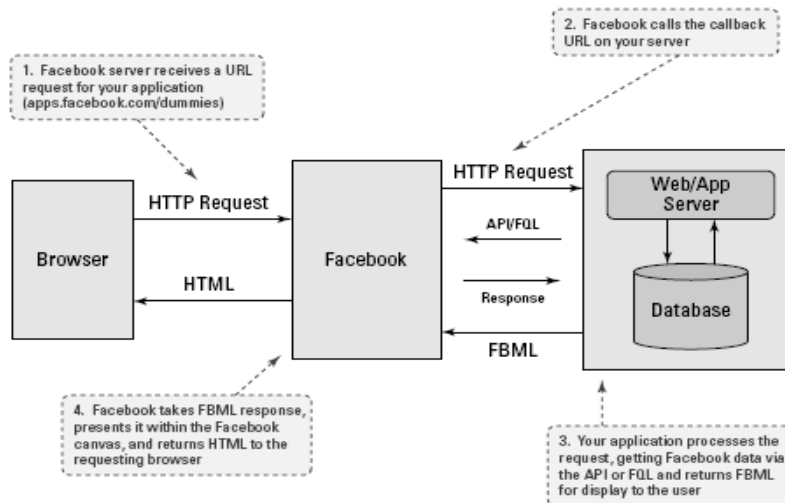 2. Facebook calls the callback
URL on your server
1. Facebook server receives a URL
request for your application
(apps.facebook.com/dummies)
HTTP Request
HTTP Request
Web/App
Server
API/FQL
Browser
Facebook
HTML
Response
Database
FBML
4. Facebook takes FBML response,
presents it within the Facebook
canvas, and returns HTML to the
requesting browser
3. Your application processes the
request, getting Facebook data via
the API or FQL and returns FBML
for display to the user